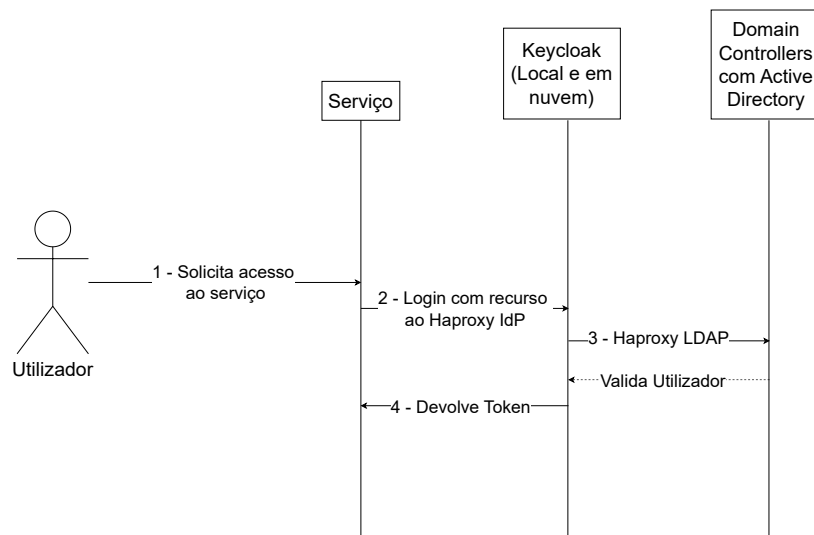 Domain
Controllers
com Active
Directory
Keycloak
(Local e em
nuvem)
Serviço
1 - Solicita acesso
ao serviço
2 - Login com recurso
ao Haproxy IdP
3 - Haproxy LDAP
Utilizador
Valida Utilizador
4 - Devolve Token